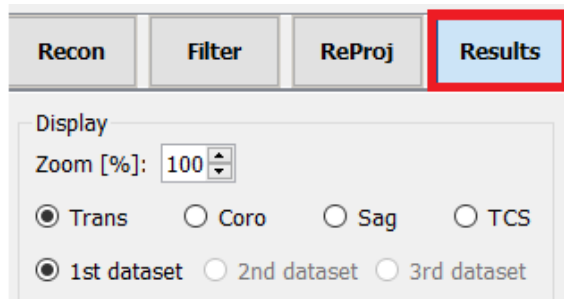 Recon Filter ReProj Results
Display
Zoom [%]: 100
Trans Coro Sag TCS
1st dataset 2nd dataset 3rd dataset